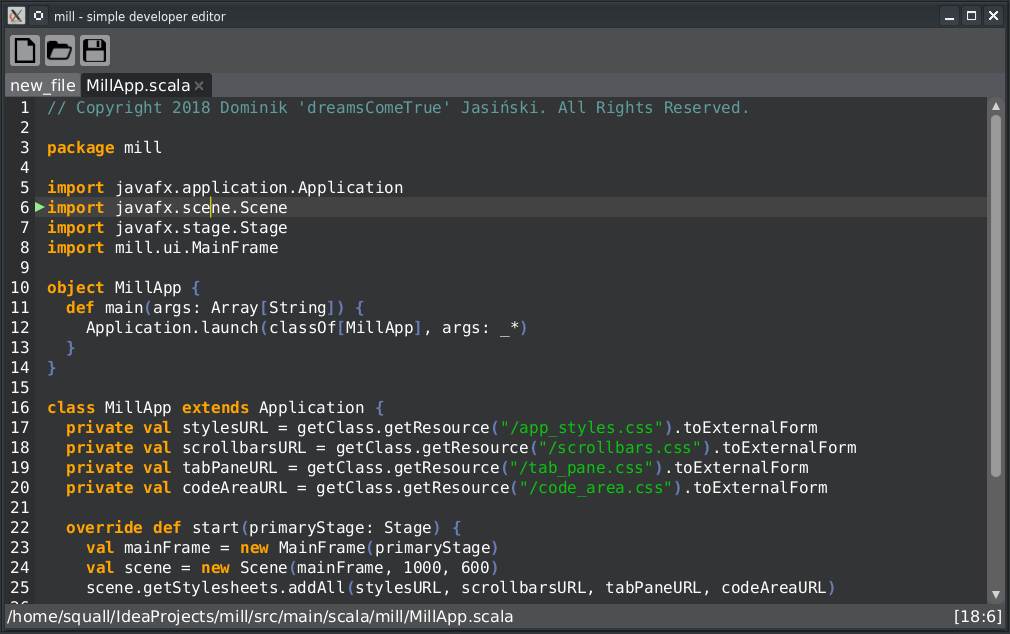 mill - simple developer editor
new_file MillApp.scala
1 // Copyright 2018 Dominik 'dreamsComeTrue' Jasiński. All Rights Reserved.
2
3 package mill
4
5 import javafx.application.Application
6 import javafx.scene.Scene
7 import javafx.stage.Stage
8 import mill.ui.MainFrame
9
10 object MillApp {
11   def main(args: Array[String]) {
12     Application.launch(classOf[MillApp], args: _*)
13   }
14 }
15
16 class MillApp extends Application {
17   private val stylesURL = getClass.getResource("/app_styles.css").toExternalForm
18   private val scrollbarsURL = getClass.getResource("/scrollbars.css").toExternalForm
19   private val tabPaneURL = getClass.getResource("/tab_pane.css").toExternalForm
20   private val codeAreaURL = getClass.getResource("/code_area.css").toExternalForm
21
22   override def start(primaryStage: Stage) {
23     val mainFrame = new MainFrame(primaryStage)
24     val scene = new Scene(mainFrame, 1000, 600)
25     scene.getStylesheets.addAll(stylesURL, scrollbarsURL, tabPaneURL, codeAreaURL)
/home/squall/IdeaProjects/mill/src/main/scala/mill/MillApp.scala [18:6]